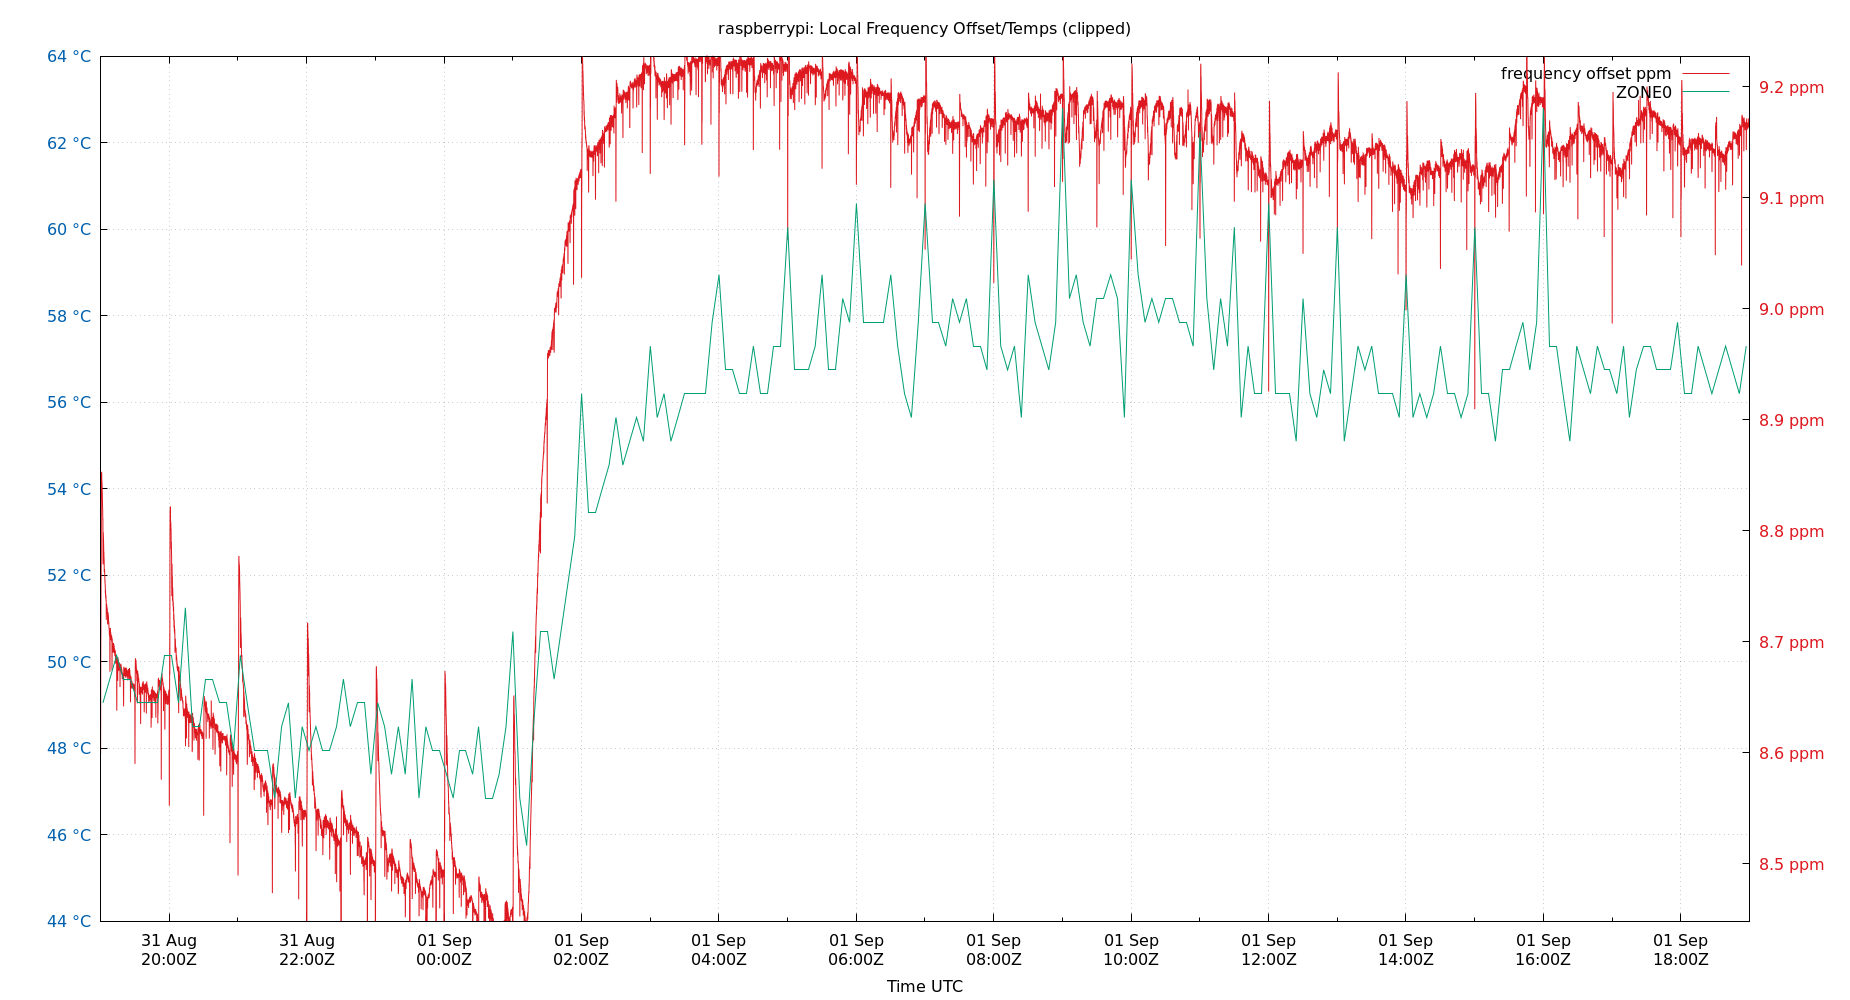 raspberrypi: Local Frequency Offset/Temps (clipped)
frequency offset ppm
ZONE0
64 °C
62 °C
60 °C
58 °C
56 °C
54 °C
52 °C
50 °C
48 °C
46 °C
44 °C
9.2 ppm
9.1 ppm
9.0 ppm
8.9 ppm
8.8 ppm
8.7 ppm
8.6 ppm
8.5 ppm
31 Aug
20:00Z
31 Aug
22:00Z
01 Sep
00:00Z
01 Sep
02:00Z
01 Sep
04:00Z
01 Sep
06:00Z
01 Sep
08:00Z
01 Sep
10:00Z
01 Sep
12:00Z
01 Sep
14:00Z
01 Sep
16:00Z
01 Sep
18:00Z
Time UTC